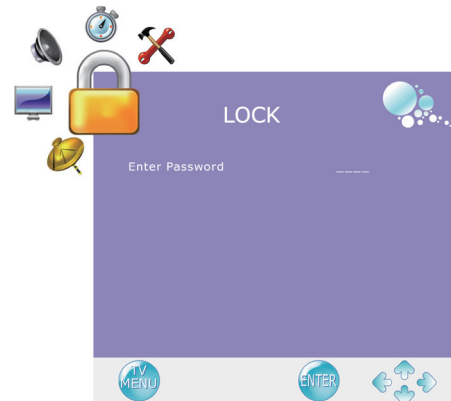 LOCK
Enter Password ____
TV
MENU
ENTER